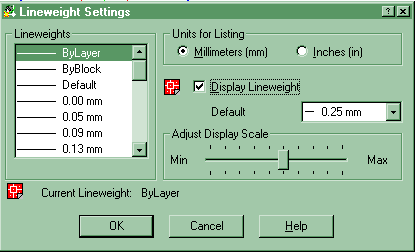 Lineweight Settings
Lineweights
ByLayer
ByBlock
Default
0.00 mm
0.05 mm
0.09 mm
0.13 mm
Units for Listing
Millimeters (mm)
Inches (in)
Display Lineweight
Default
0.25 mm
Adjust Display Scale
Min
Max
Current Lineweight: ByLayer
OK
Cancel
Help